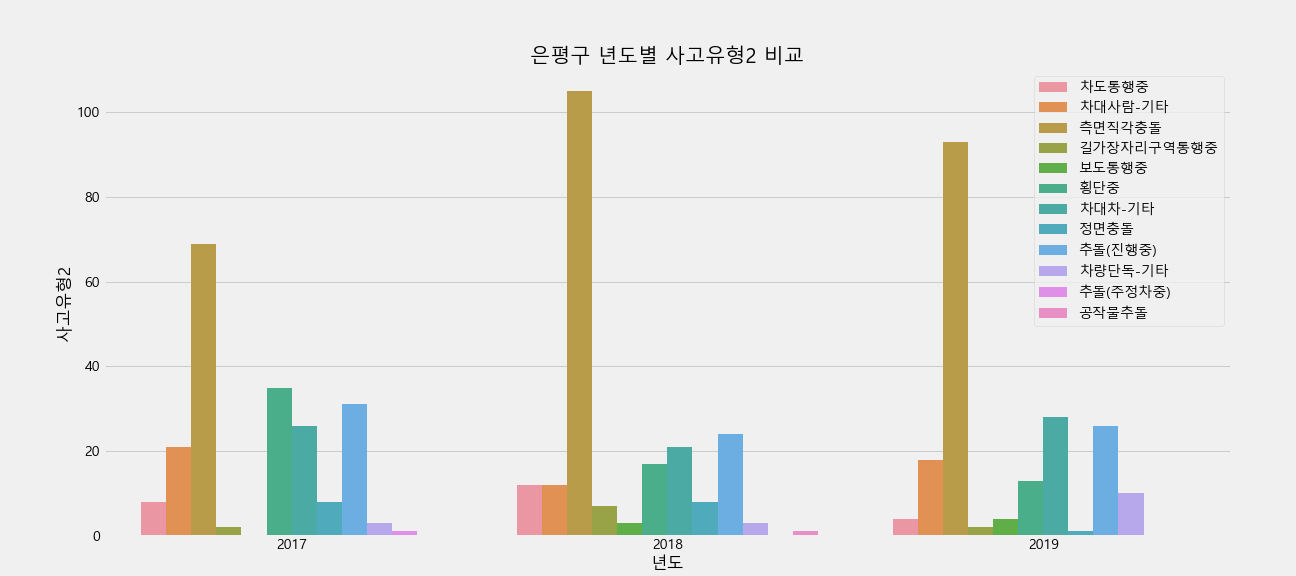 은평구 년도별 사고유형2 비교
차도통행중
차대사람-기타
측면직각충돌
길가장자리구역통행중
보도통행중
횡단중
차대차-기타
정면충돌
추돌(진행중)
차량단독-기타
추돌(주정차중)
공작물추돌
사고유형2
100
80
60
40
20
0
2017
2018
2019
년도